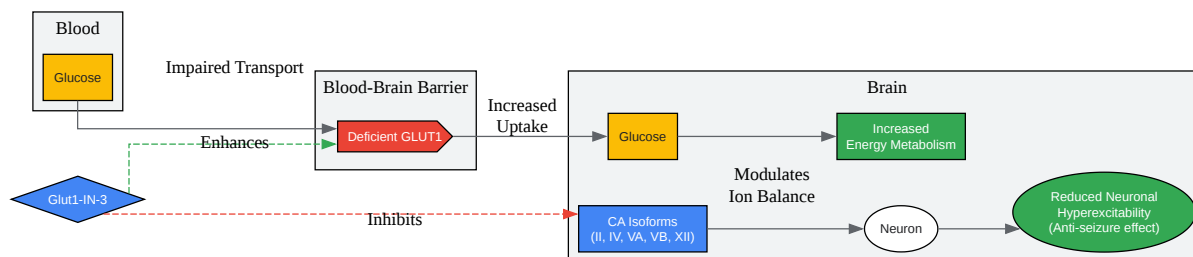 Blood
Glucose
Impaired Transport
Blood-Brain Barrier
Deficient GLUT1
Enhances
Glut1-IN-3
Inhibits
Increased
Uptake
Brain
Glucose
Increased
Energy Metabolism
CA Isoforms
(II, IV, VA, VB, XII)
Modulates
Ion Balance
Neuron
Reduced Neuronal
Hyperexcitability
(Anti-seizure effect)